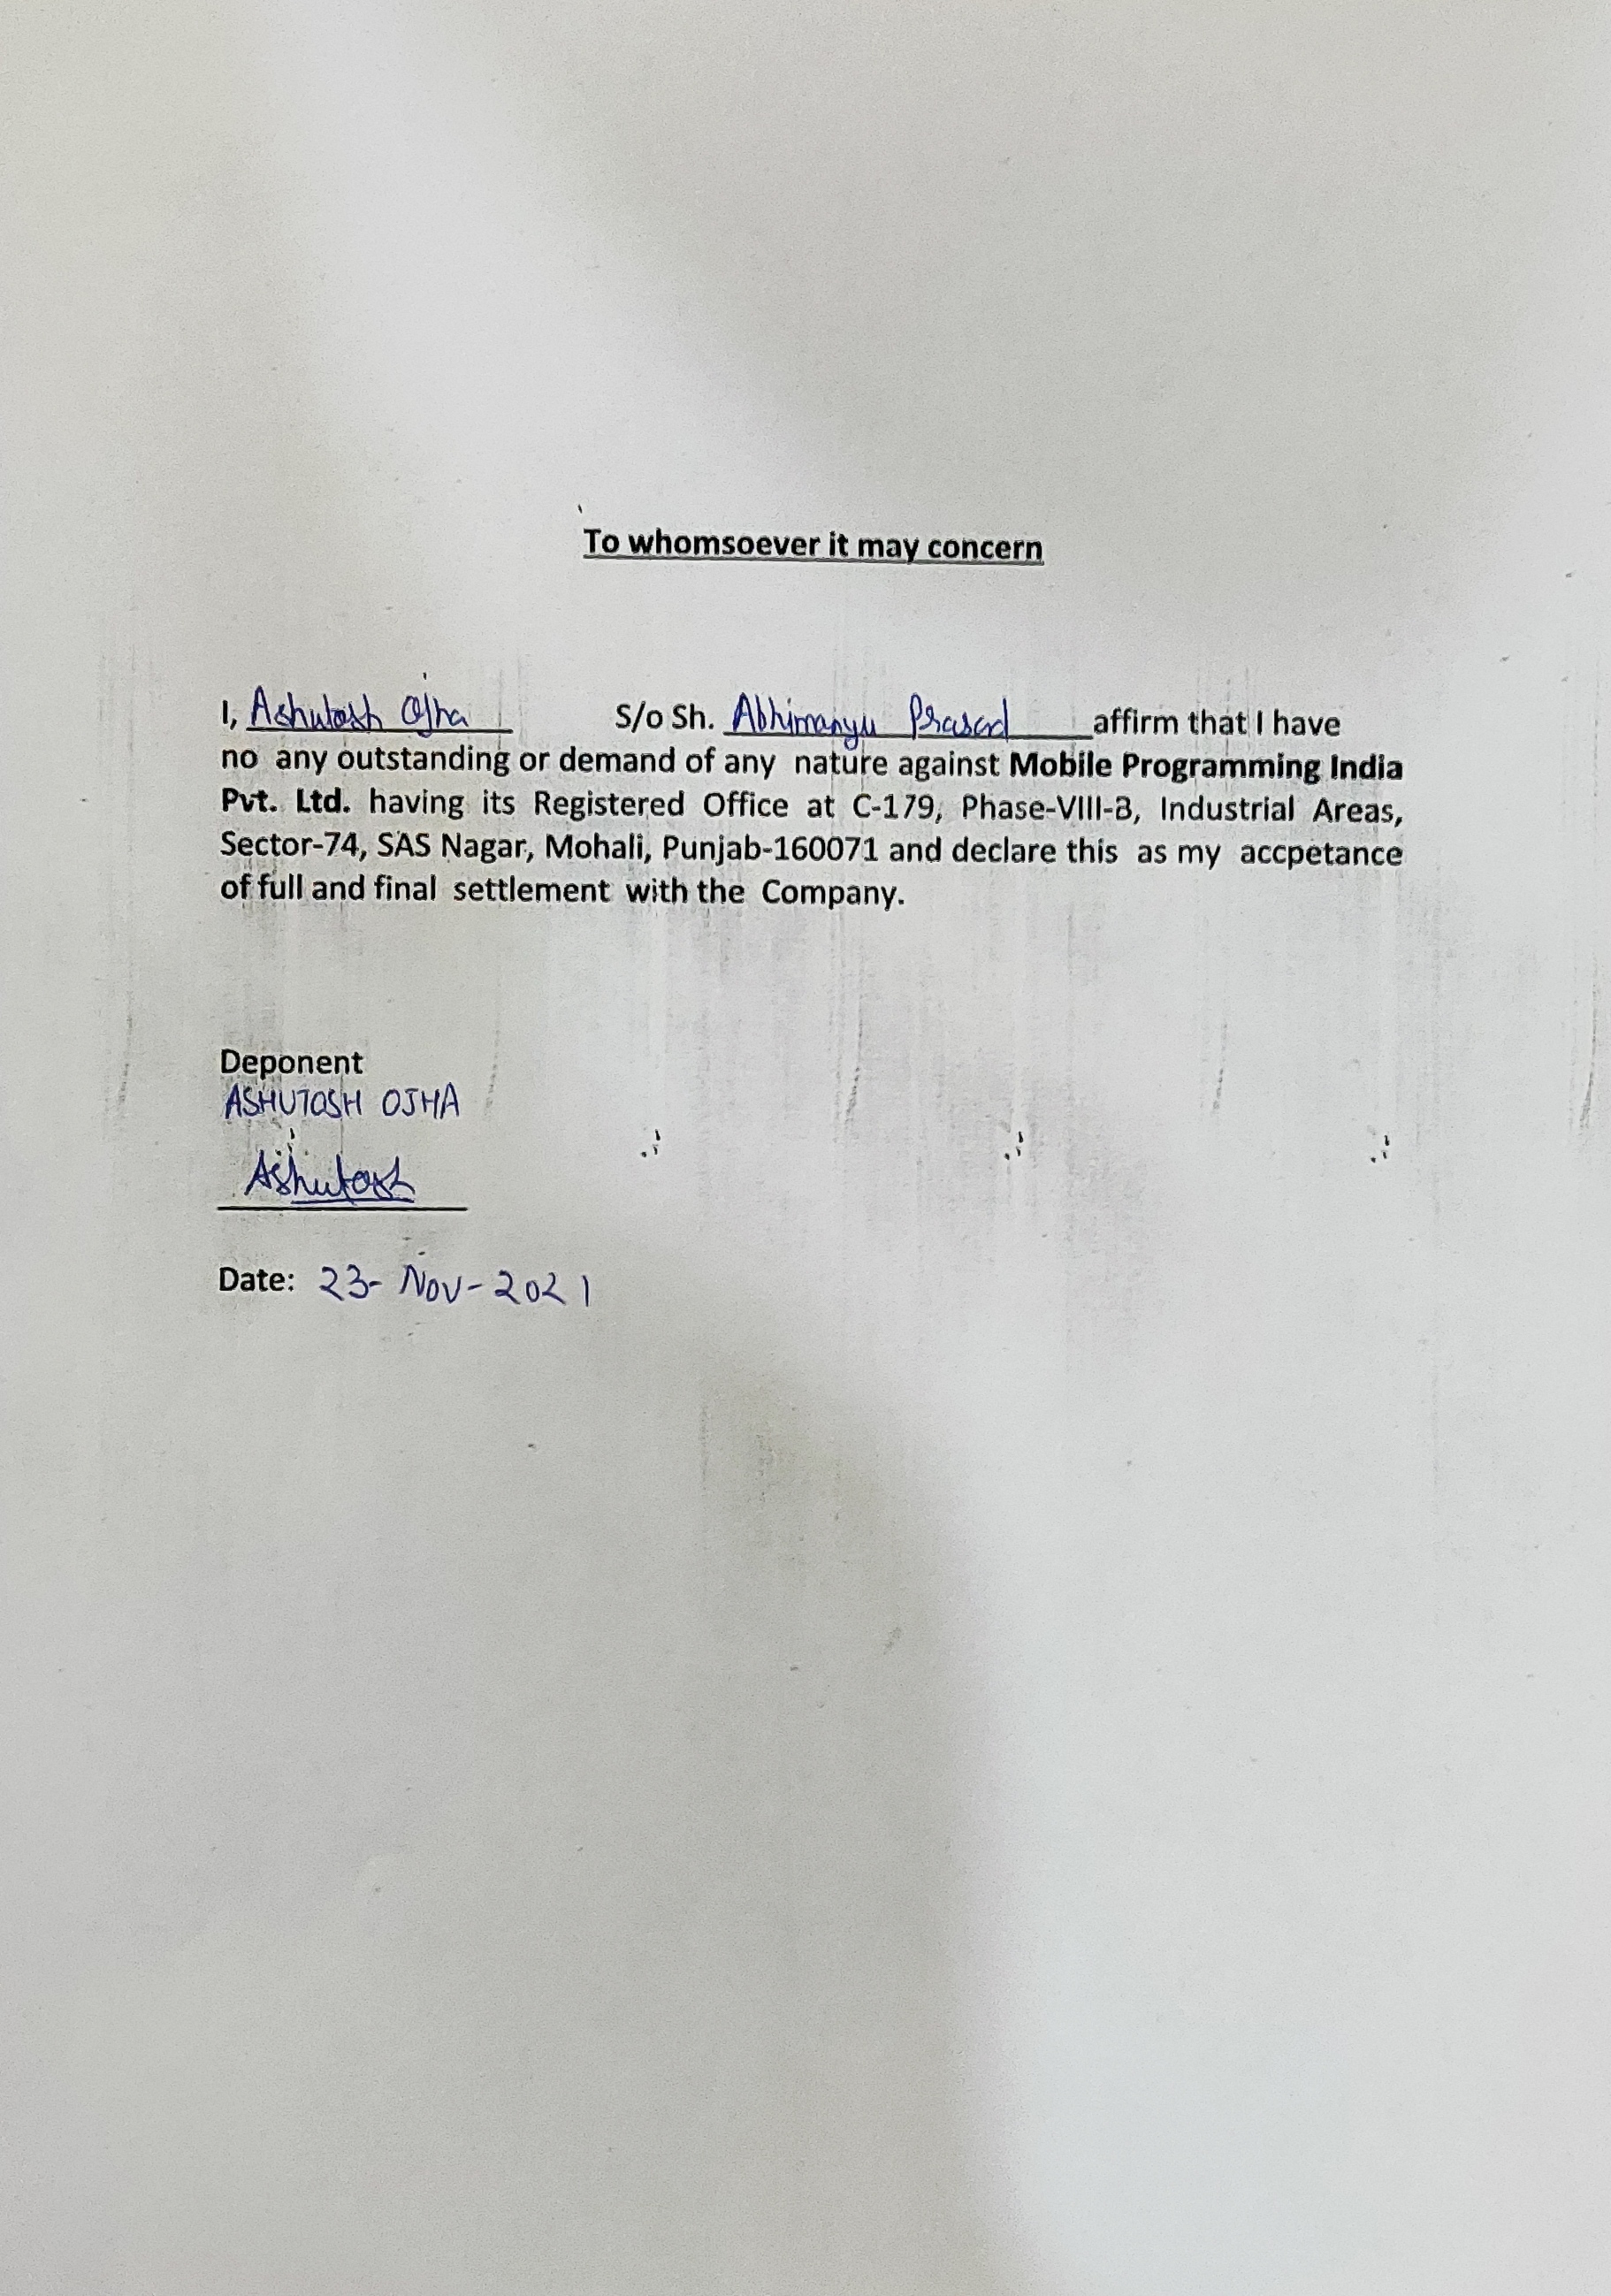 To whomsoever it may concern
I, Ashutosh Ojha S/o Sh. Abhimanyu Prasad affirm that I have
no any outstanding or demand of any nature against Mobile Programming India
Pvt. Ltd. having its Registered Office at C-179, Phase-VIII-B, Industrial Areas,
Sector-74, SAS Nagar, Mohali, Punjab-160071 and declare this as my accpetance
of full and final settlement with the Company.
Deponent
ASHUTOSH OJHA
Ashutosh
Date: 23-Nov-2021